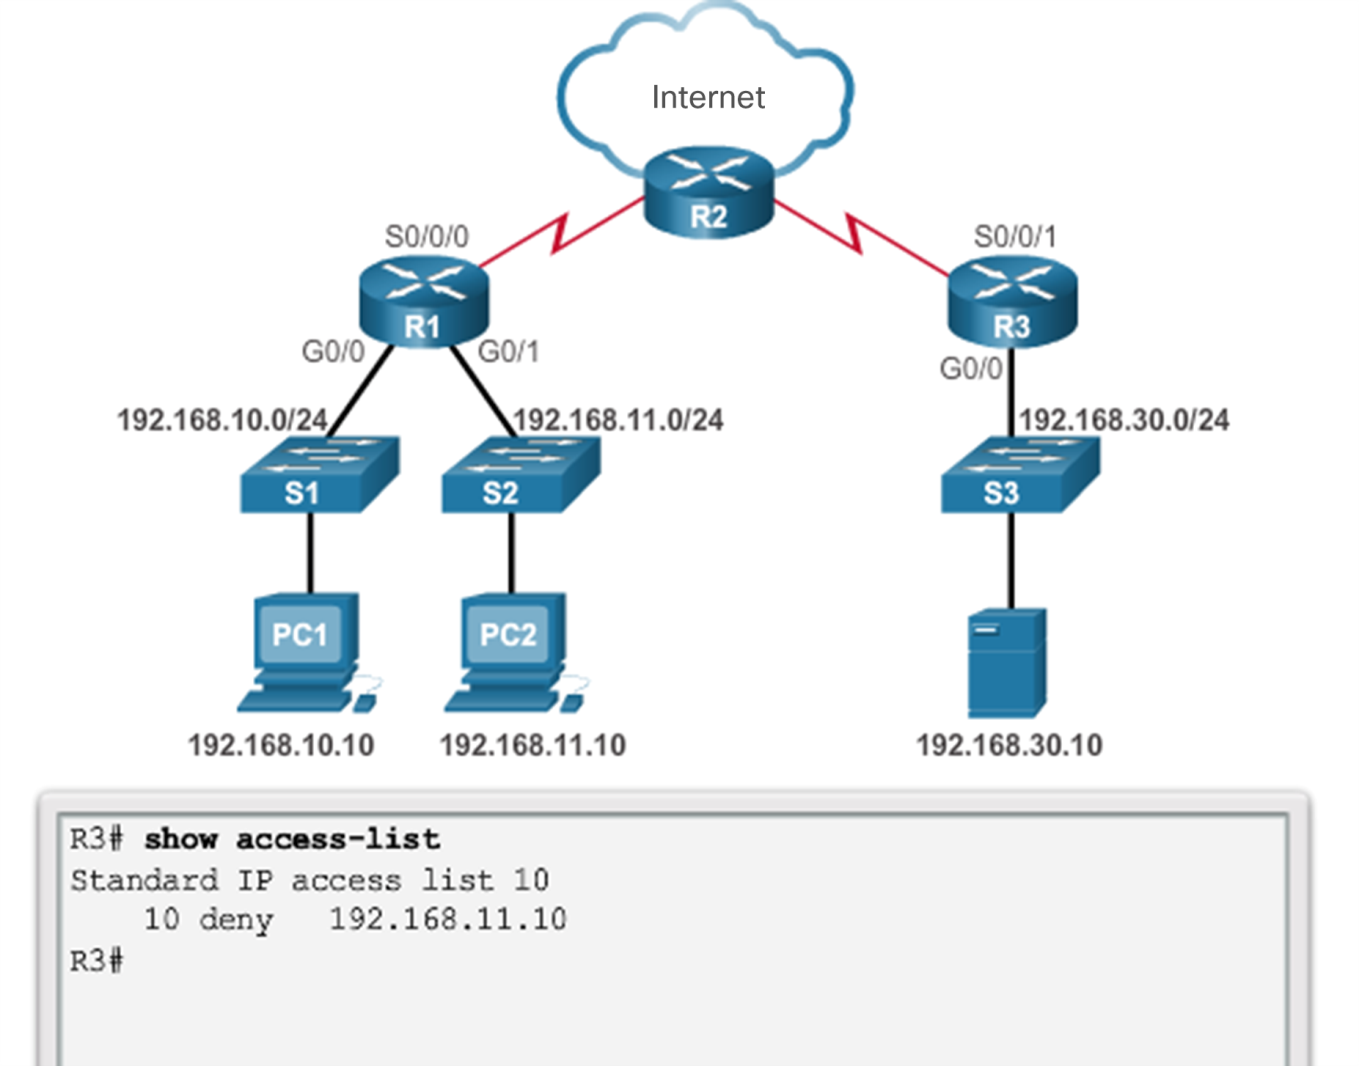 Internet
R2
S0/0/0
S0/0/1
R1
R3
G0/0
G0/1
G0/0
192.168.10.0/24
192.168.11.0/24
192.168.30.0/24
S1
S2
S3
PC1
PC2
192.168.10.10
192.168.11.10
192.168.30.10
R3# show access-list
Standard IP access list 10
    10 deny   192.168.11.10
R3#